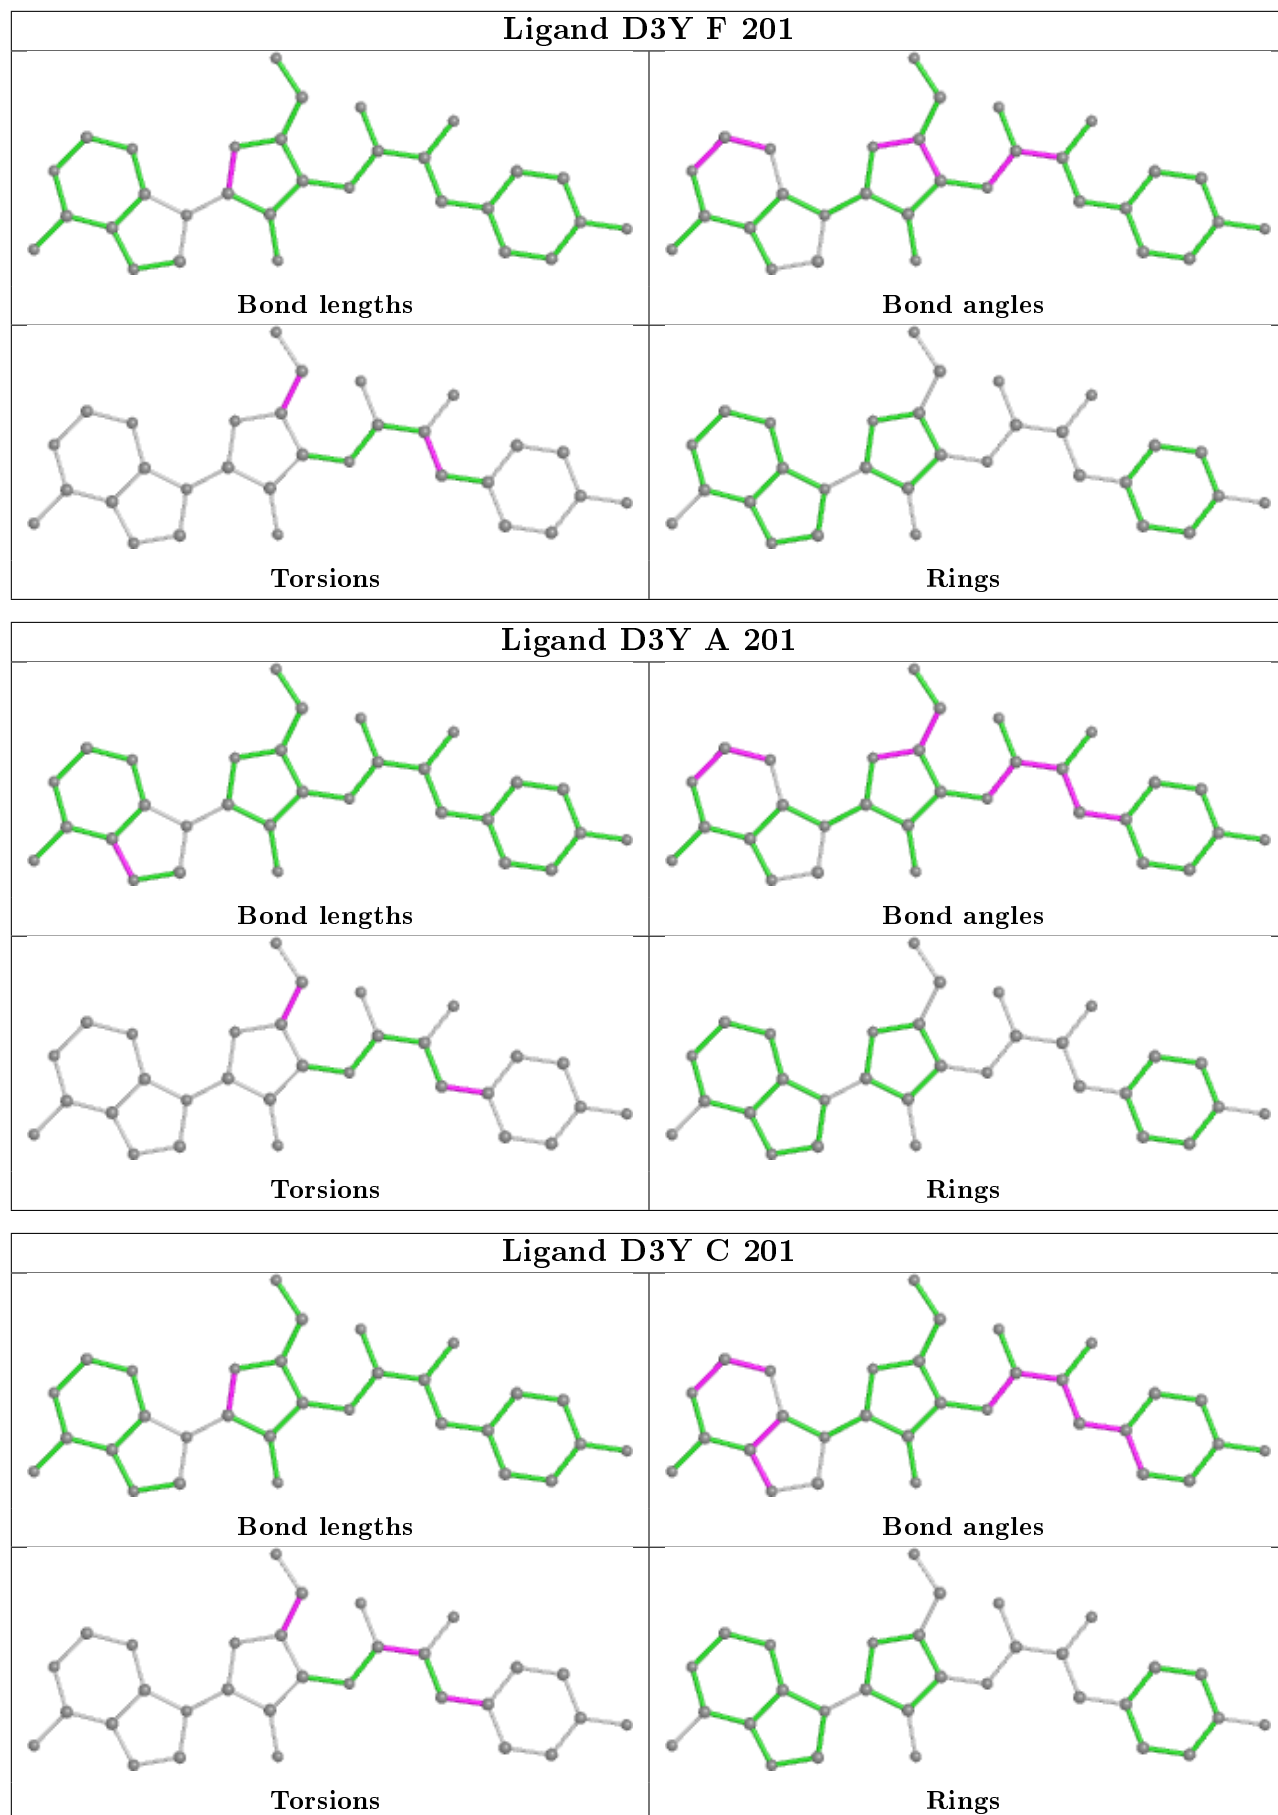 Ligand D3Y F 201
Bond lengths
Bond angles
Torsions
Rings
Ligand D3Y A 201
Bond lengths
Bond angles
Torsions
Rings
Ligand D3Y C 201
Bond lengths
Bond angles
Torsions
Rings